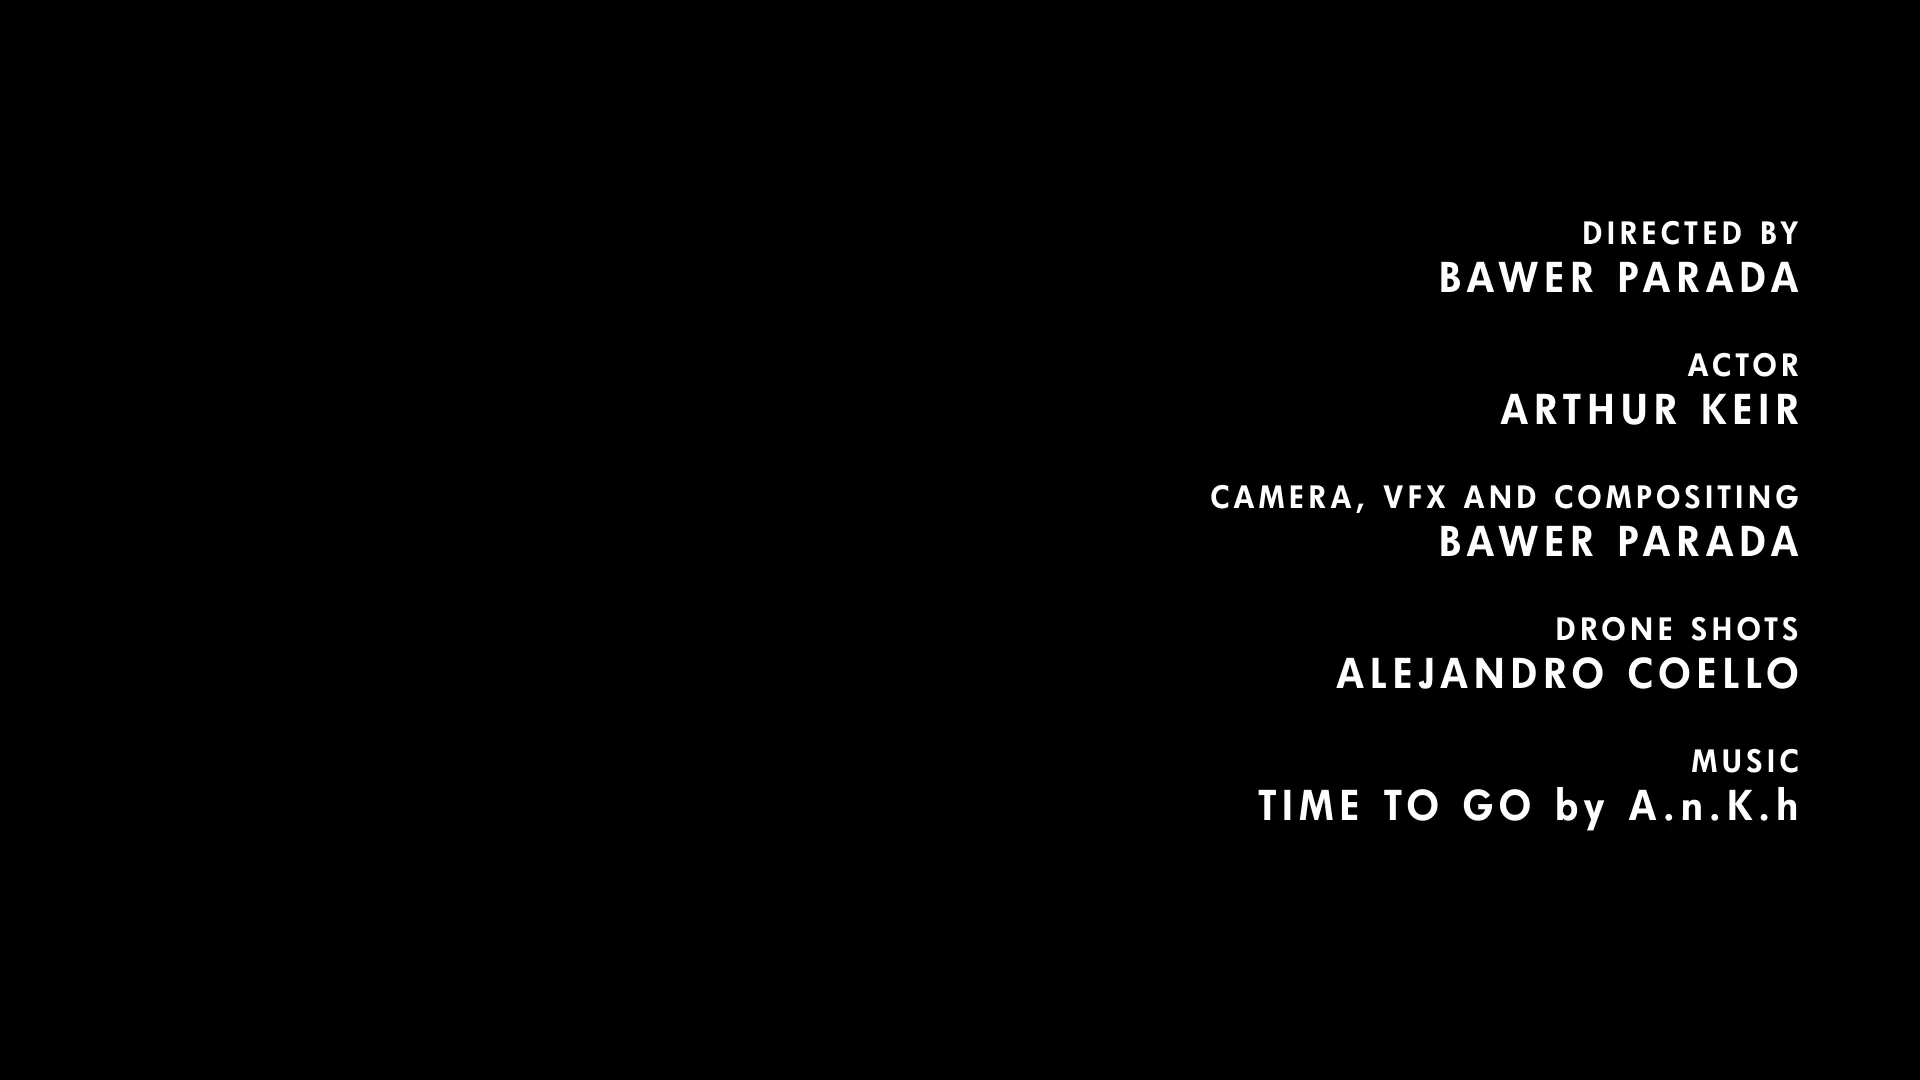 DIRECTED BY
BAWER PARADA
ACTOR
ARTHUR KEIR
CAMERA, VFX AND COMPOSITING
BAWER PARADA
DRONE SHOTS
ALEJANDRO COELLO
MUSIC
TIME TO GO by A.n.K.h